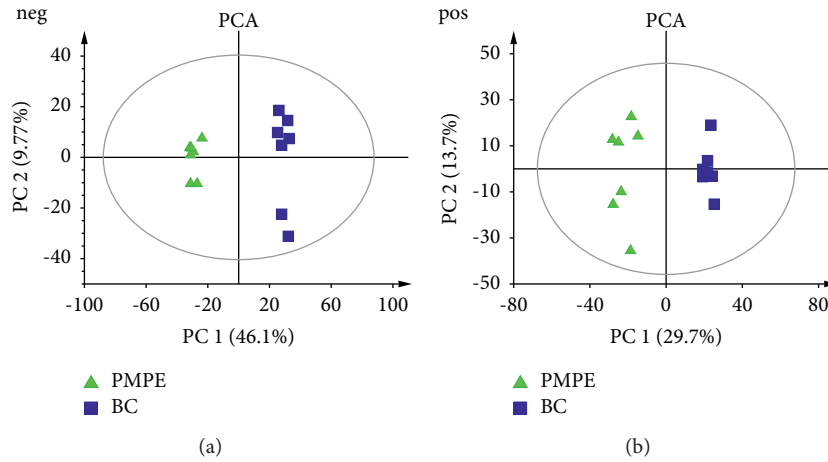 neg
PCA
40
20
0
-20
-40
PC 2 (9.77%)
-100 -60 -20 20 60 100
PC 1 (46.1%)
PMPE
BC
(a)
pos
PCA
50
30
10
-10
-30
-50
PC 2 (13.7%)
-80 -40 0 40 80
PC 1 (29.7%)
PMPE
BC
(b)